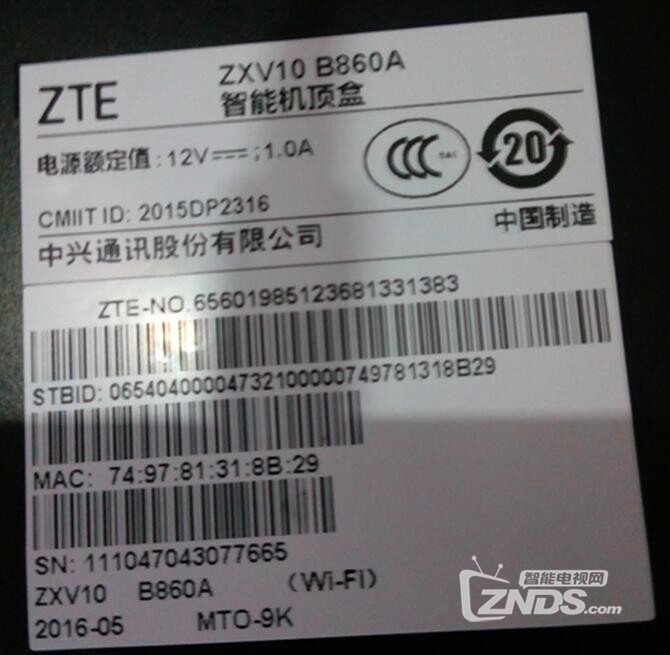 ZTE
ZXV10 B860A
智能机顶盒
电源额定值: 12V⎓; 1.0A
CCC S&E
20
CMIIT ID: 2015DP2316
中兴通讯股份有限公司
中国制造
ZTE-NO.65601985123681331383
STBID: 06540400004732100000749781318B29
MAC: 74:97:81:31:8B:29
SN: 111047043077665
ZXV10 B860A (Wi-Fi)
2016-05 MTO-9K
智能电视网
ZNDS.com